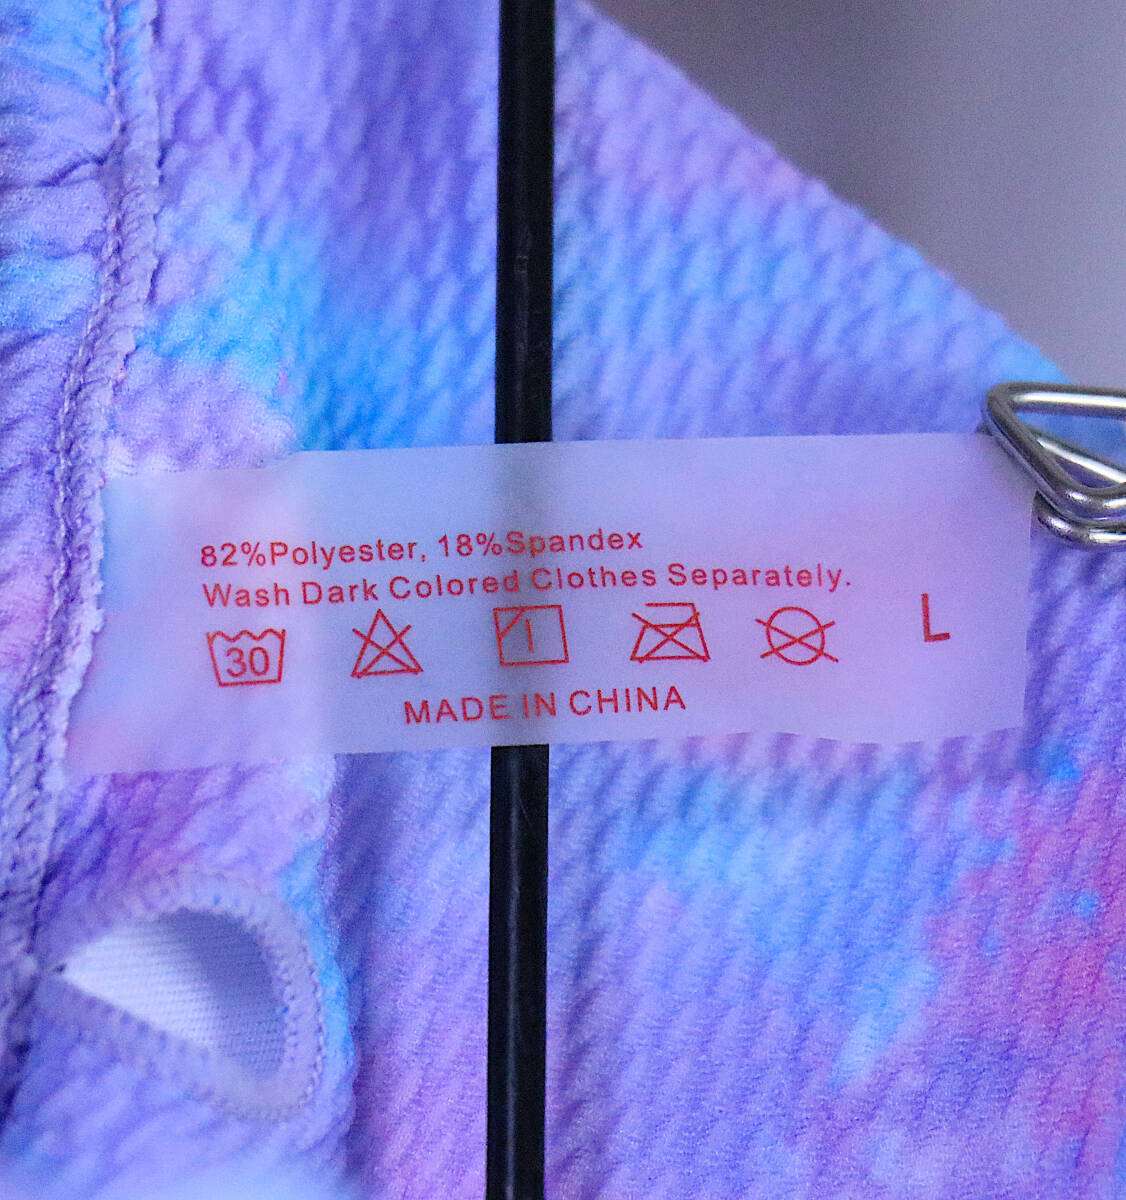 82%Polyester, 18%Spandex
Wash Dark Colored Clothes Separately.
30
L
MADE IN CHINA